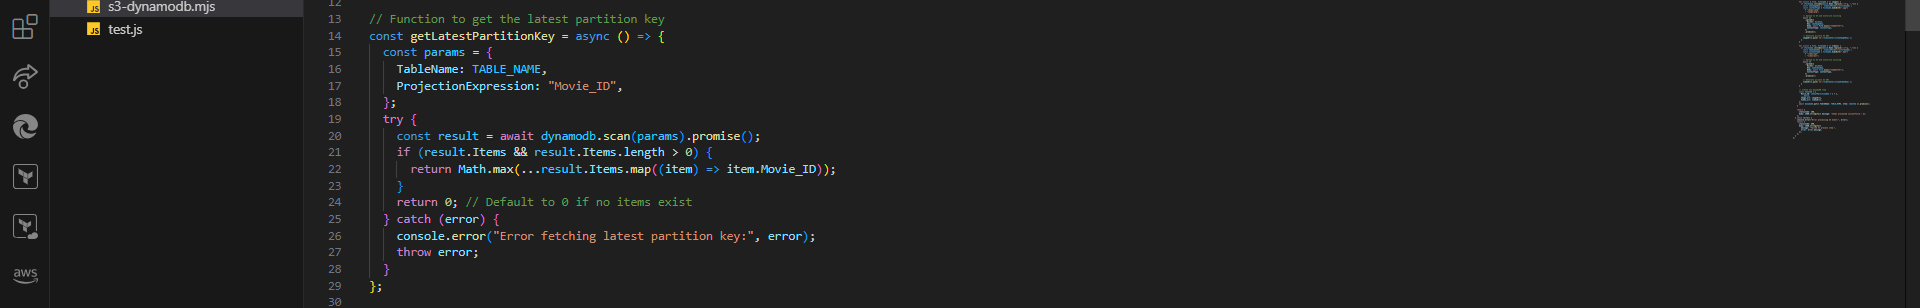 s3-dynamodb.mjs
test.js
aws
12
13 // Function to get the latest partition key
14 const getLatestPartitionKey = async () => {
15 const params = {
16 TableName: TABLE_NAME,
17 ProjectionExpression: "Movie_ID",
18 };
19 try {
20 const result = await dynamodb.scan(params).promise();
21 if (result.Items && result.Items.length > 0) {
22 return Math.max(...result.Items.map((item) => item.Movie_ID));
23 }
24 return 0; // Default to 0 if no items exist
25 } catch (error) {
26 console.error("Error fetching latest partition key:", error);
27 throw error;
28 }
29 };
30